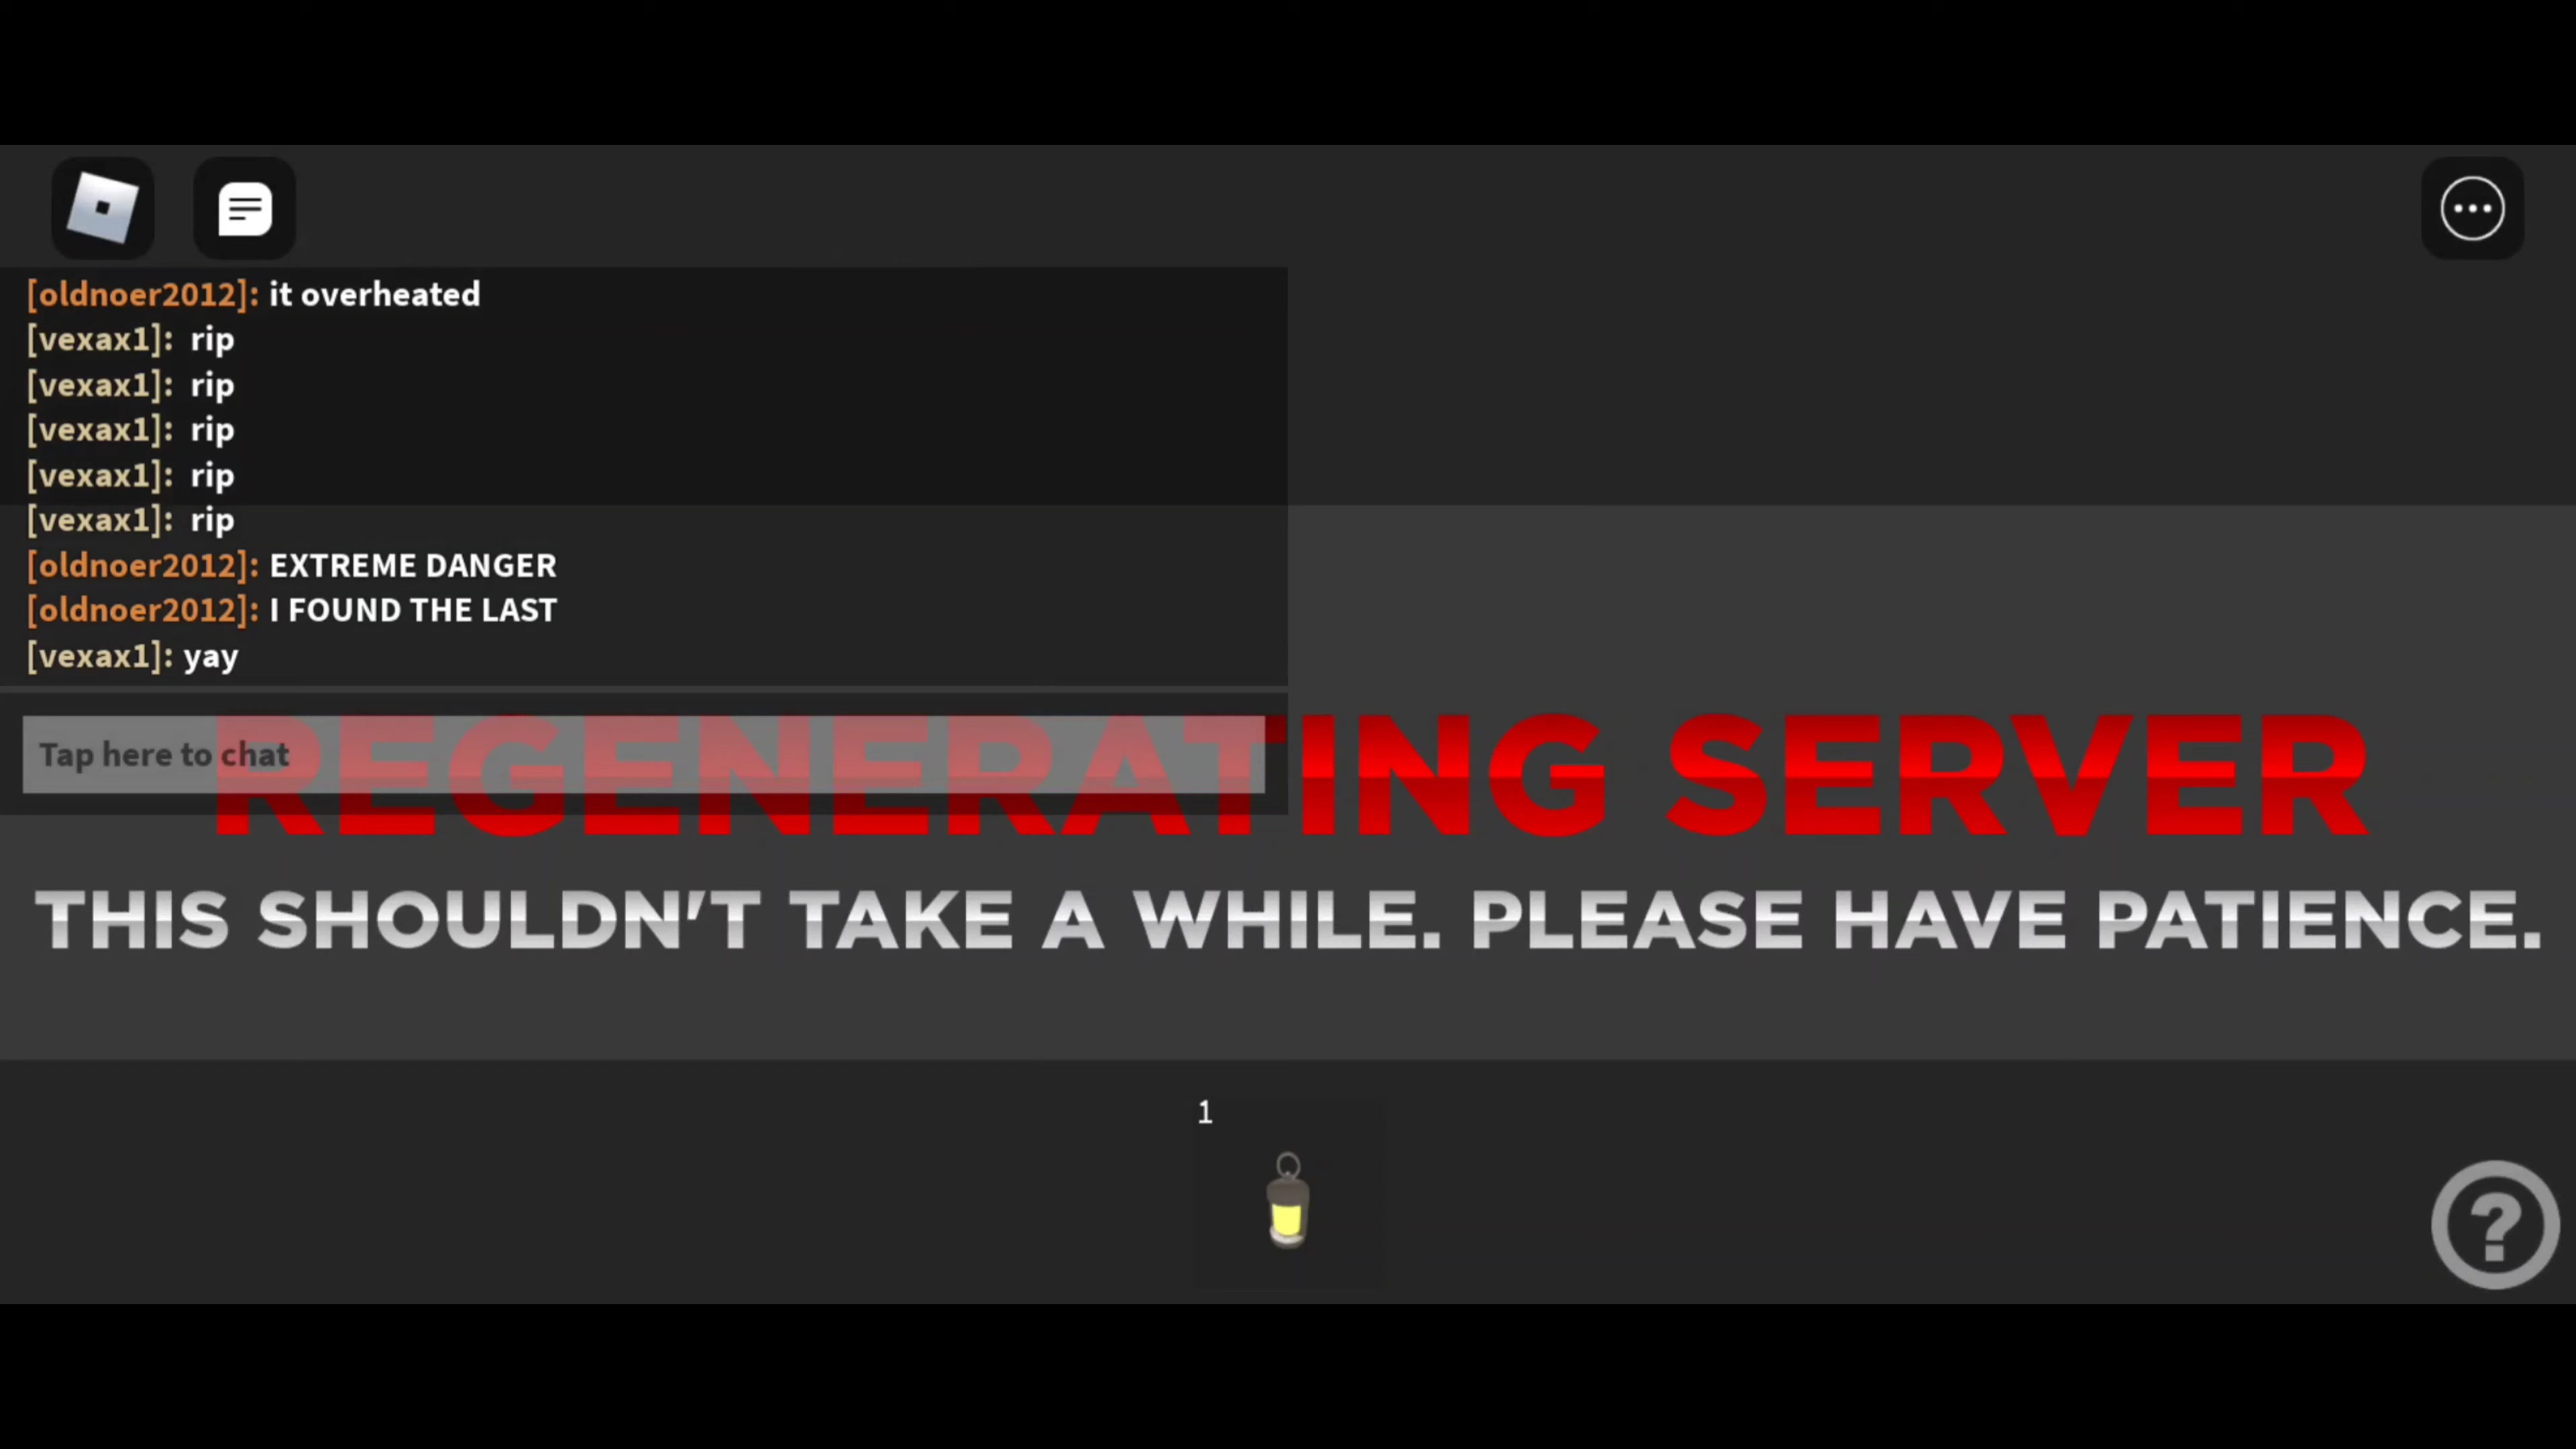 [oldnoer2012]: it overheated
[vexax1]: rip
[vexax1]: rip
[vexax1]: rip
[vexax1]: rip
[vexax1]: rip
[oldnoer2012]: EXTREME DANGER
[oldnoer2012]: I FOUND THE LAST
[vexax1]: yay
Tap here to chat
REGENERATING SERVER
THIS SHOULDN'T TAKE A WHILE. PLEASE HAVE PATIENCE.
1
?